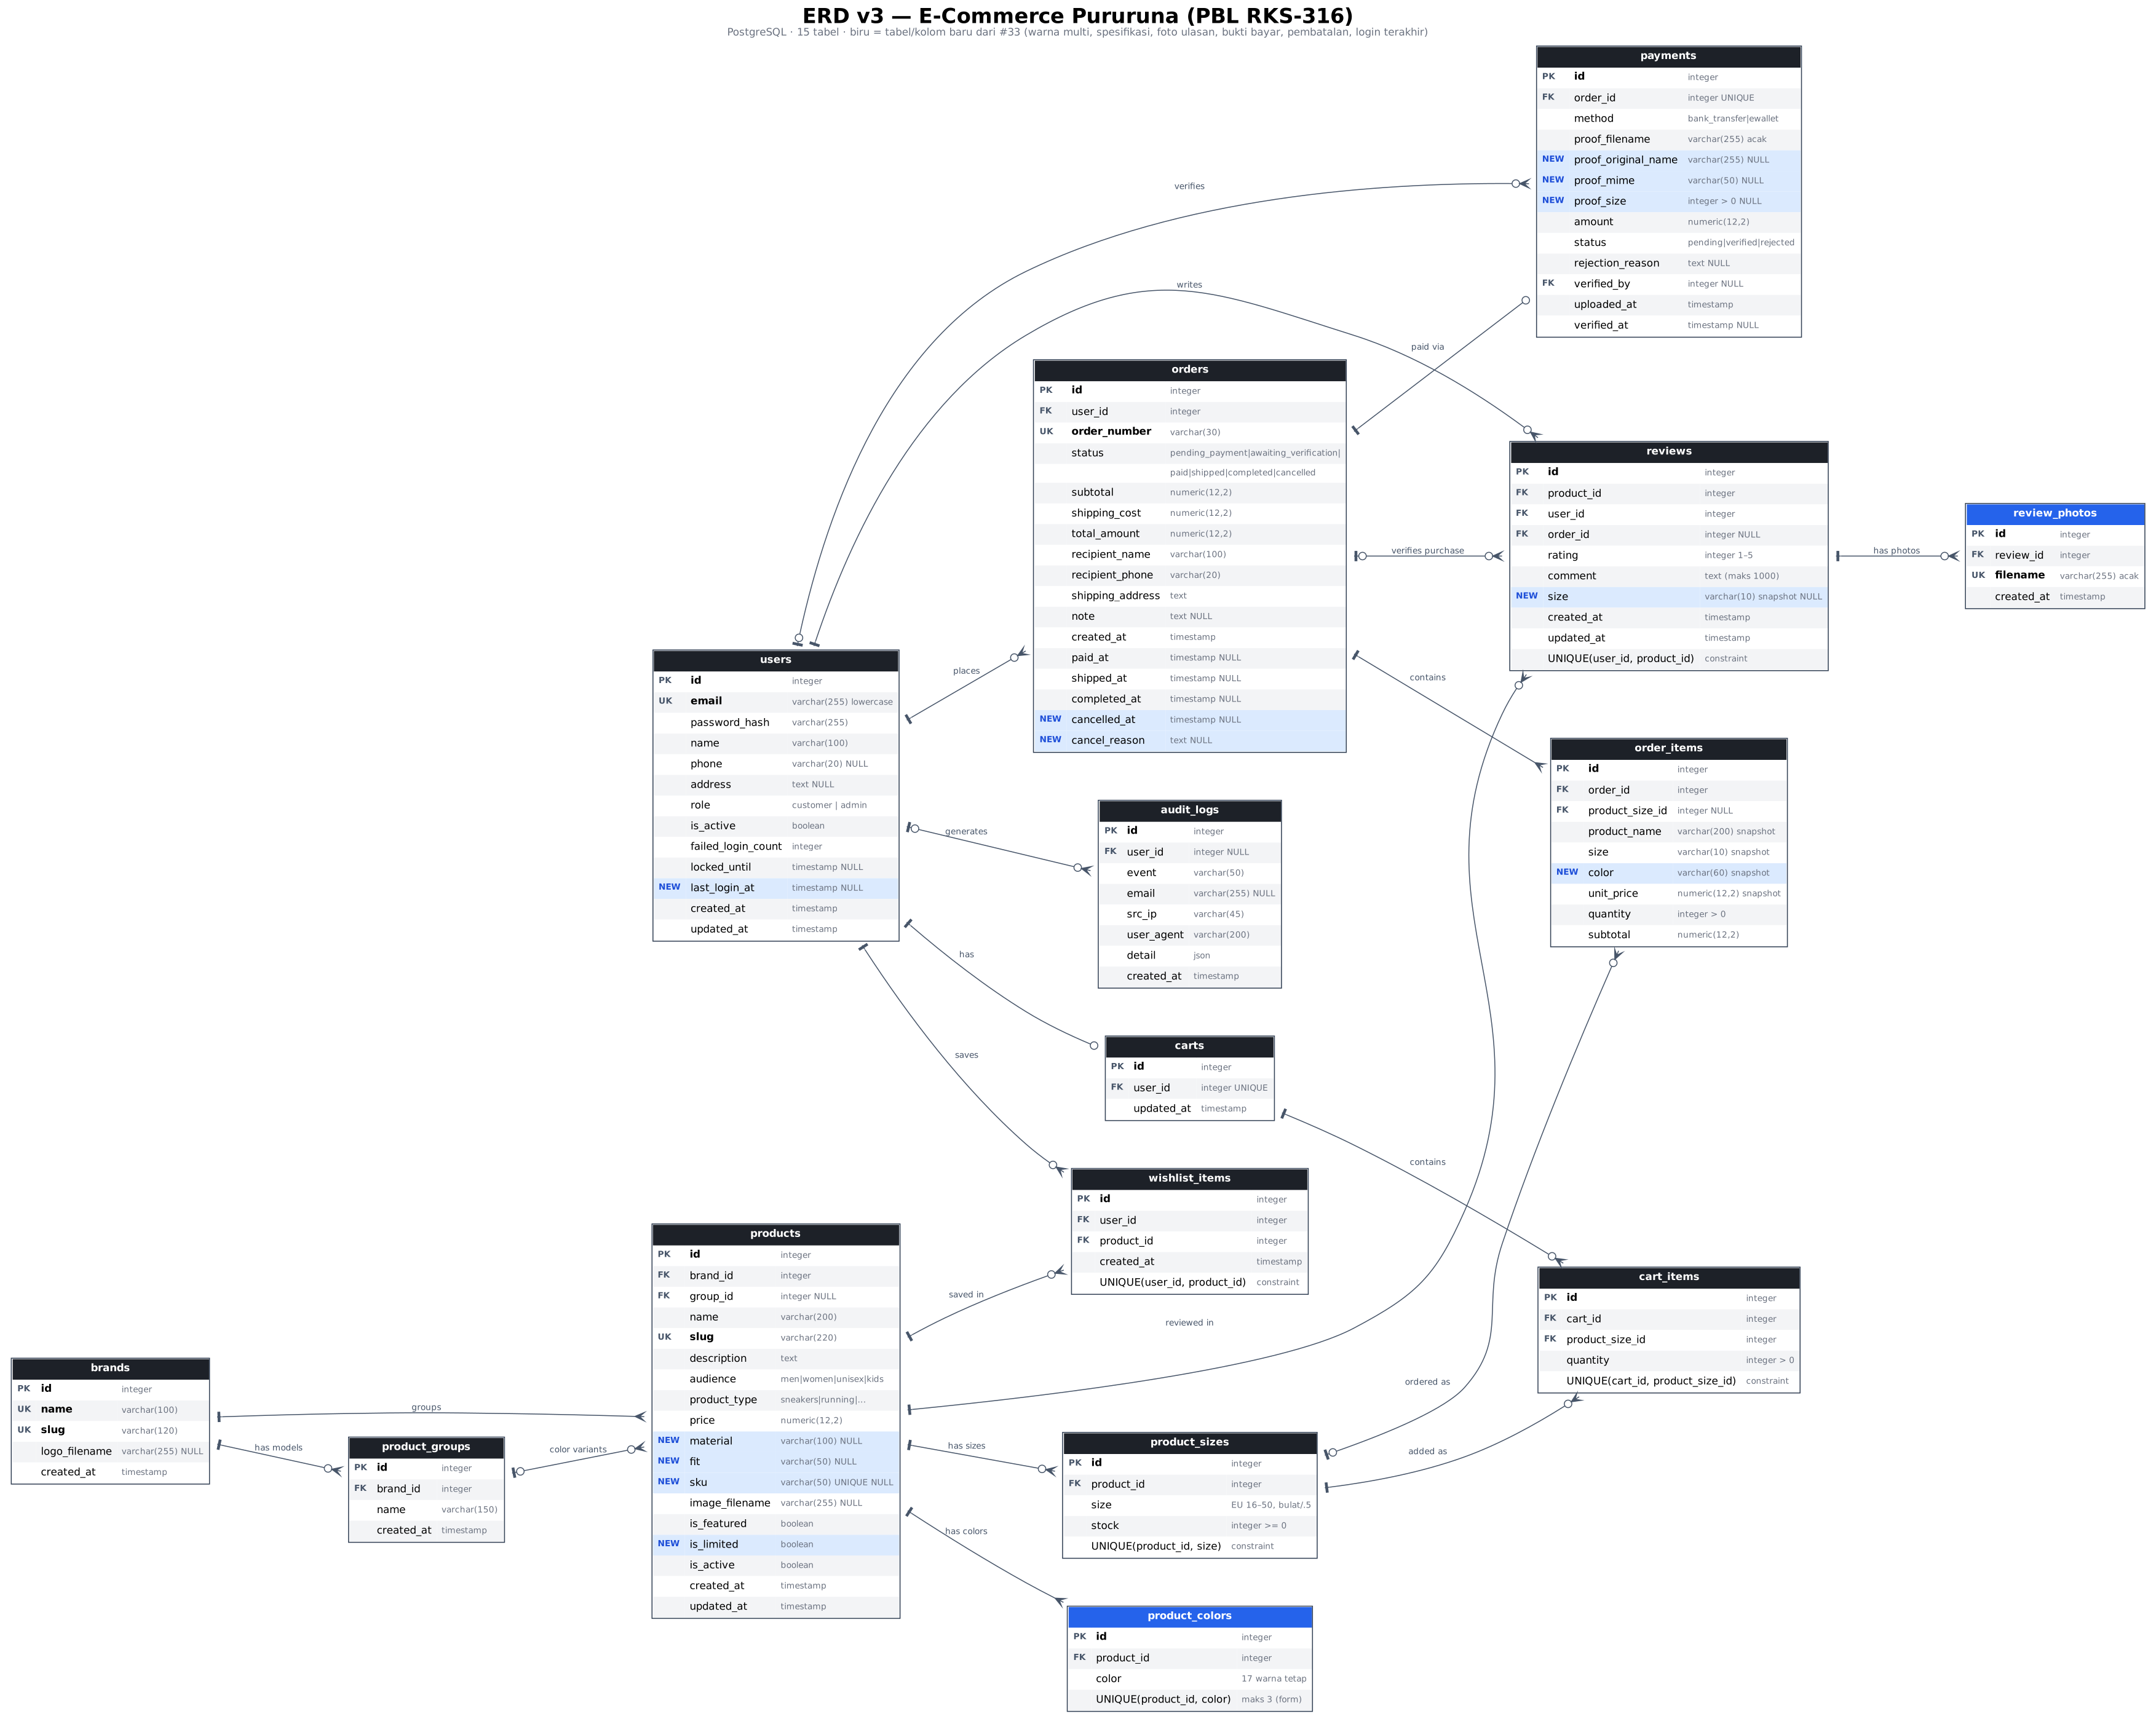 ERD v3 — E-Commerce Pururuna (PBL RKS-316)
PostgreSQL · 15 tabel · biru = tabel/kolom baru dari #33 (warna multi, spesifikasi, foto ulasan, bukti bayar, pembatalan, login terakhir)
payments
PK id integer
FK order_id integer UNIQUE
method bank_transfer|ewallet
proof_filename varchar(255) acak
NEW proof_original_name varchar(255) NULL
NEW proof_mime varchar(50) NULL
NEW proof_size integer > 0 NULL
amount numeric(12,2)
status pending|verified|rejected
rejection_reason text NULL
FK verified_by integer NULL
uploaded_at timestamp
verified_at timestamp NULL
verifies
writes
paid via
orders
PK id integer
FK user_id integer
UK order_number varchar(30)
status pending_payment|awaiting_verification|
paid|shipped|completed|cancelled
subtotal numeric(12,2)
shipping_cost numeric(12,2)
total_amount numeric(12,2)
recipient_name varchar(100)
recipient_phone varchar(20)
shipping_address text
note text NULL
created_at timestamp
paid_at timestamp NULL
shipped_at timestamp NULL
completed_at timestamp NULL
NEW cancelled_at timestamp NULL
NEW cancel_reason text NULL
reviews
PK id integer
FK product_id integer
FK user_id integer
FK order_id integer NULL
rating integer 1–5
comment text (maks 1000)
NEW size varchar(10) snapshot NULL
created_at timestamp
updated_at timestamp
UNIQUE(user_id, product_id) constraint
verifies purchase
has photos
review_photos
PK id integer
FK review_id integer
UK filename varchar(255) acak
created_at timestamp
users
PK id integer
UK email varchar(255) lowercase
password_hash varchar(255)
name varchar(100)
phone varchar(20) NULL
address text NULL
role customer | admin
is_active boolean
failed_login_count integer
locked_until timestamp NULL
NEW last_login_at timestamp NULL
created_at timestamp
updated_at timestamp
places
contains
generates
has
saves
order_items
PK id integer
FK order_id integer
FK product_size_id integer NULL
product_name varchar(200) snapshot
size varchar(10) snapshot
NEW color varchar(60) snapshot
unit_price numeric(12,2) snapshot
quantity integer > 0
subtotal numeric(12,2)
audit_logs
PK id integer
FK user_id integer NULL
event varchar(50)
email varchar(255) NULL
src_ip varchar(45)
user_agent varchar(200)
detail json
created_at timestamp
carts
PK id integer
FK user_id integer UNIQUE
updated_at timestamp
contains
wishlist_items
PK id integer
FK user_id integer
FK product_id integer
created_at timestamp
UNIQUE(user_id, product_id) constraint
saved in
reviewed in
products
PK id integer
FK brand_id integer
FK group_id integer NULL
name varchar(200)
UK slug varchar(220)
description text
audience men|women|unisex|kids
product_type sneakers|running|...
price numeric(12,2)
NEW material varchar(100) NULL
NEW fit varchar(50) NULL
NEW sku varchar(50) UNIQUE NULL
image_filename varchar(255) NULL
is_featured boolean
NEW is_limited boolean
is_active boolean
created_at timestamp
updated_at timestamp
cart_items
PK id integer
FK cart_id integer
FK product_size_id integer
quantity integer > 0
UNIQUE(cart_id, product_size_id) constraint
ordered as
added as
brands
PK id integer
UK name varchar(100)
UK slug varchar(120)
logo_filename varchar(255) NULL
created_at timestamp
groups
has models
product_groups
PK id integer
FK brand_id integer
name varchar(150)
created_at timestamp
color variants
has sizes
has colors
product_sizes
PK id integer
FK product_id integer
size EU 16–50, bulat/.5
stock integer >= 0
UNIQUE(product_id, size) constraint
product_colors
PK id integer
FK product_id integer
color 17 warna tetap
UNIQUE(product_id, color) maks 3 (form)